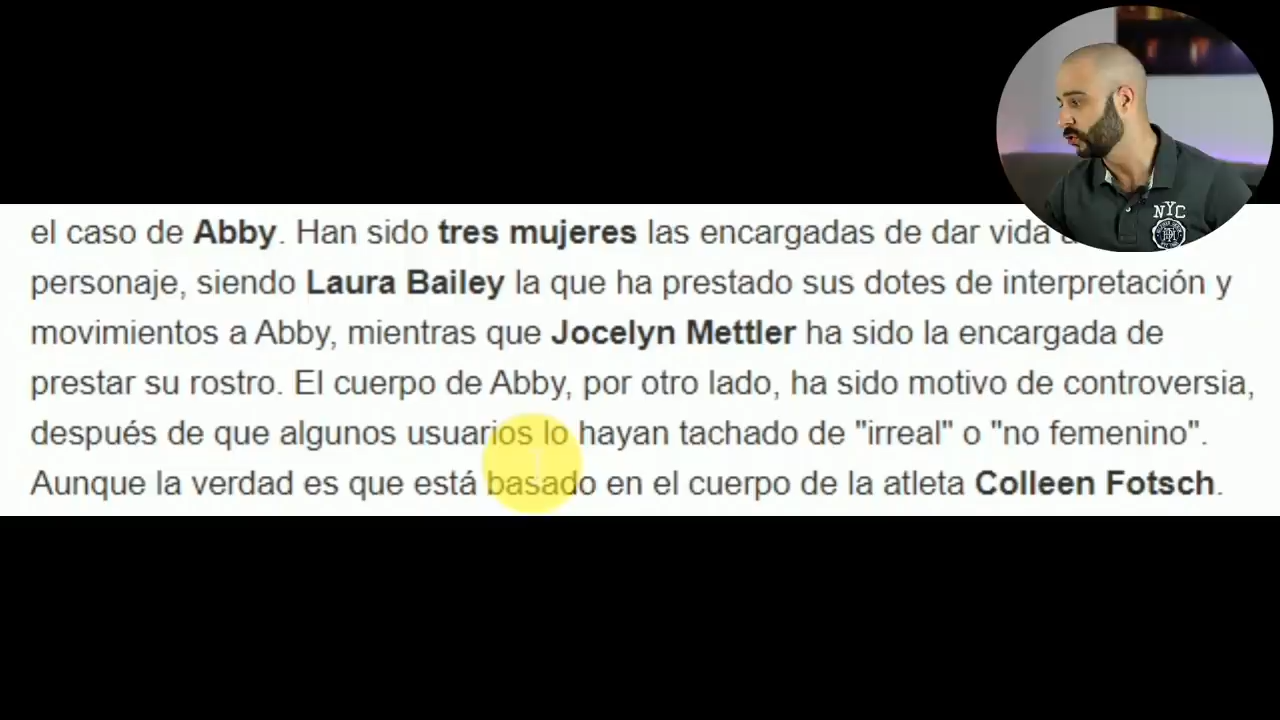 el caso de Abby. Han sido tres mujeres las encargadas de dar vida
personaje, siendo Laura Bailey la que ha prestado sus dotes de interpretación y
movimientos a Abby, mientras que Jocelyn Mettler ha sido la encargada de
prestar su rostro. El cuerpo de Abby, por otro lado, ha sido motivo de controversia,
después de que algunos usuarios lo hayan tachado de "irreal" o "no femenino".
Aunque la verdad es que está basado en el cuerpo de la atleta Colleen Fotsch.
NYC